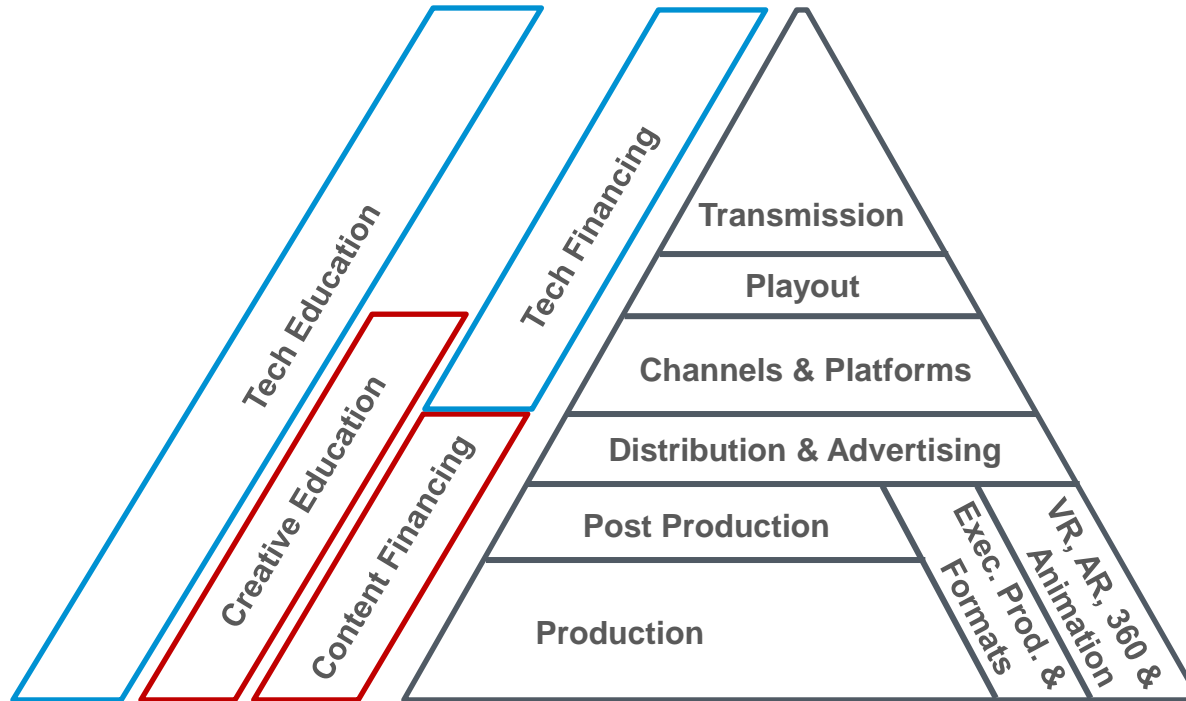 Tech Education
Creative Education
Content Financing
Tech Financing
Transmission
Playout
Channels & Platforms
Distribution & Advertising
Post Production
Production
Exec. Prod. &
Formats
VR, AR, 360 &
Animation